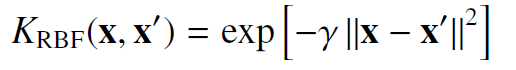 K_RBF(x, x′) = exp[−γ ||x − x′||²]